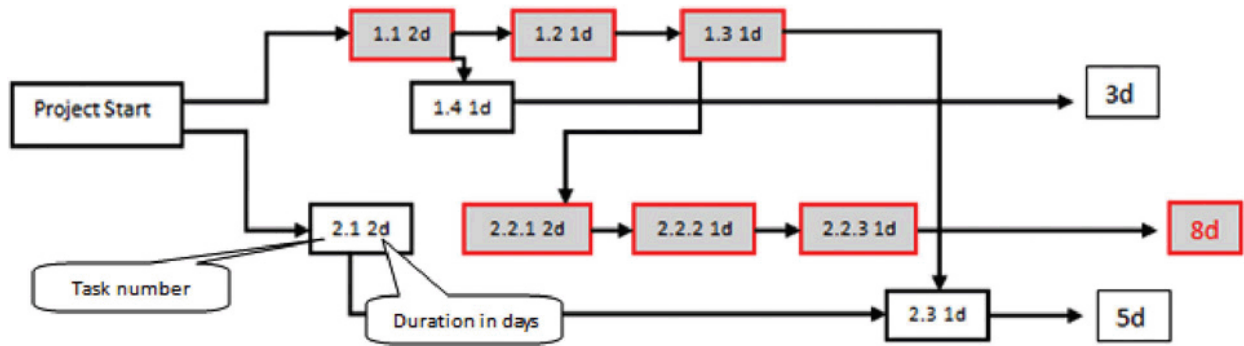 1.1 2d
1.2 1d
1.3 1d
Project Start
1.4 1d
3d
2.1 2d
2.2.1 2d
2.2.2 1d
2.2.3 1d
8d
Task number
Duration in days
2.3 1d
5d